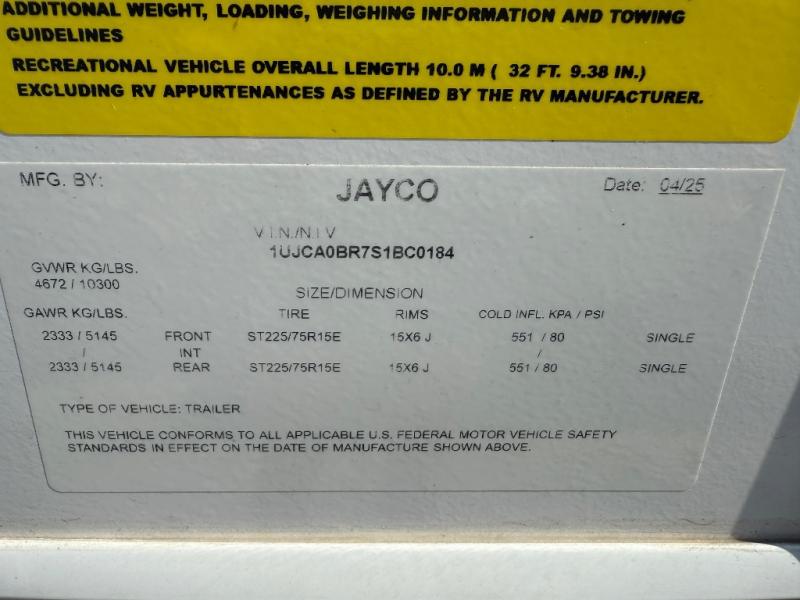 ADDITIONAL WEIGHT, LOADING, WEIGHING INFORMATION AND TOWING
GUIDELINES
RECREATIONAL VEHICLE OVERALL LENGTH 10.0 M ( 32 FT. 9.38 IN.)
EXCLUDING RV APPURTENANCES AS DEFINED BY THE RV MANUFACTURER.
MFG. BY: JAYCO Date: 04/25
V.I.N./N.I.V
1UJCA0BR7S1BC0184
GVWR KG/LBS.
4672 / 10300
SIZE/DIMENSION
GAWR KG/LBS. TIRE RIMS COLD INFL. KPA / PSI
2333 / 5145 FRONT ST225/75R15E 15X6 J 551 / 80 SINGLE
/ INT /
2333 / 5145 REAR ST225/75R15E 15X6 J 551 / 80 SINGLE
TYPE OF VEHICLE: TRAILER
THIS VEHICLE CONFORMS TO ALL APPLICABLE U.S. FEDERAL MOTOR VEHICLE SAFETY
STANDARDS IN EFFECT ON THE DATE OF MANUFACTURE SHOWN ABOVE.